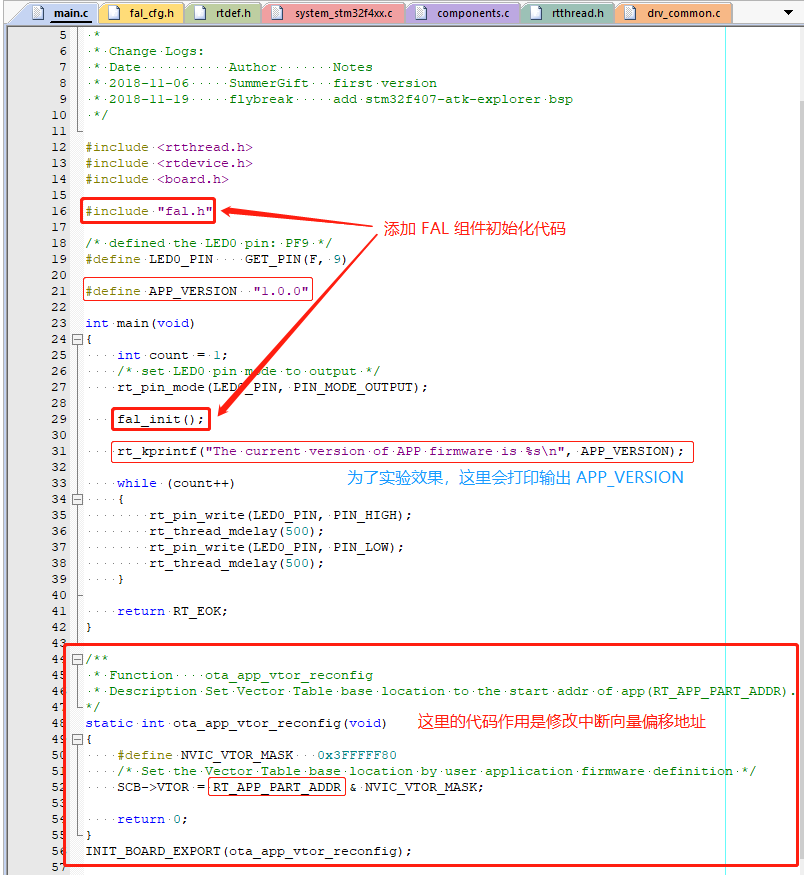 main.c fal_cfg.h rtdef.h system_stm32f4xx.c components.c rtthread.h drv_common.c
5 *
6 * Change Logs:
7 * Date Author Notes
8 * 2018-11-06 SummerGift first version
9 * 2018-11-19 flybreak add stm32f407-atk-explorer bsp
10 */
11
12 #include <rtthread.h>
13 #include <rtdevice.h>
14 #include <board.h>
15
16 #include "fal.h"
17 添加 FAL 组件初始化代码
18 /* defined the LED0 pin: PF9 */
19 #define LED0_PIN GET_PIN(F, 9)
20
21 #define APP_VERSION "1.0.0"
22
23 int main(void)
24 {
25 int count = 1;
26 /* set LED0 pin mode to output */
27 rt_pin_mode(LED0_PIN, PIN_MODE_OUTPUT);
28
29 fal_init();
30
31 rt_kprintf("The current version of APP firmware is %s\n", APP_VERSION);
32
33 while (count++) 为了实验效果，这里会打印输出 APP_VERSION
34 {
35 rt_pin_write(LED0_PIN, PIN_HIGH);
36 rt_thread_mdelay(500);
37 rt_pin_write(LED0_PIN, PIN_LOW);
38 rt_thread_mdelay(500);
39 }
40
41 return RT_EOK;
42 }
43
44 /**
45 * Function ota_app_vtor_reconfig
46 * Description Set Vector Table base location to the start addr of app(RT_APP_PART_ADDR).
47 */
48 static int ota_app_vtor_reconfig(void) 这里的代码作用是修改中断向量偏移地址
49 {
50 #define NVIC_VTOR_MASK 0x3FFFFF80
51 /* Set the Vector Table base location by user application firmware definition */
52 SCB->VTOR = RT_APP_PART_ADDR & NVIC_VTOR_MASK;
53
54 return 0;
55 }
56 INIT_BOARD_EXPORT(ota_app_vtor_reconfig);
57